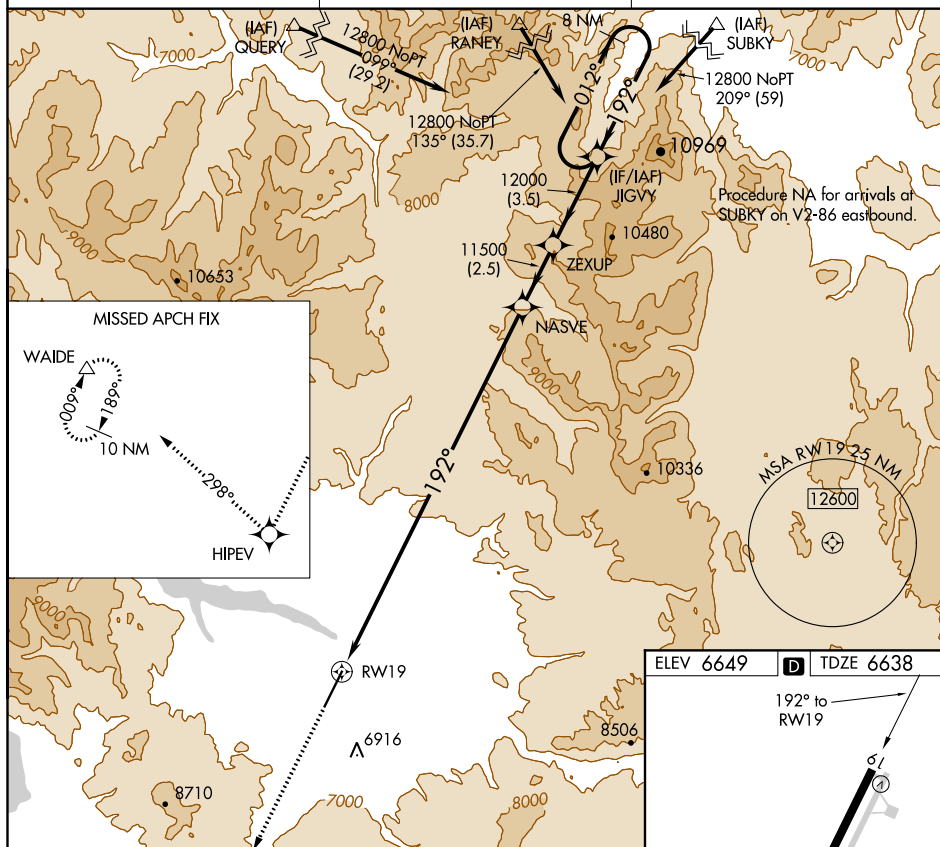 7000
(IAF)
QUERY
12800 NoPT
099°
(29.2)
(IAF)
RANEY
8 NM
(IAF)
SUBKY
7000
12800 NoPT
209° (59)
012°
192°
12800 NoPT
135° (35.7)
10969
8000
12000
(3.5)
(IF/IAF)
JIGVY
Procedure NA for arrivals at
SUBKY on V2-86 eastbound.
9000
11500
(2.5)
10480
ZEXUP
10653
NASVE
MISSED APCH FIX
WAIDE
009°
189°
10 NM
298°
HIPEV
9000
192°
10336
MSA RW19 25 NM
12600
9000
RW19
6916
8506
8710
7000
8000
ELEV 6649
D
TDZE 6638
192° to
RW19
19
A